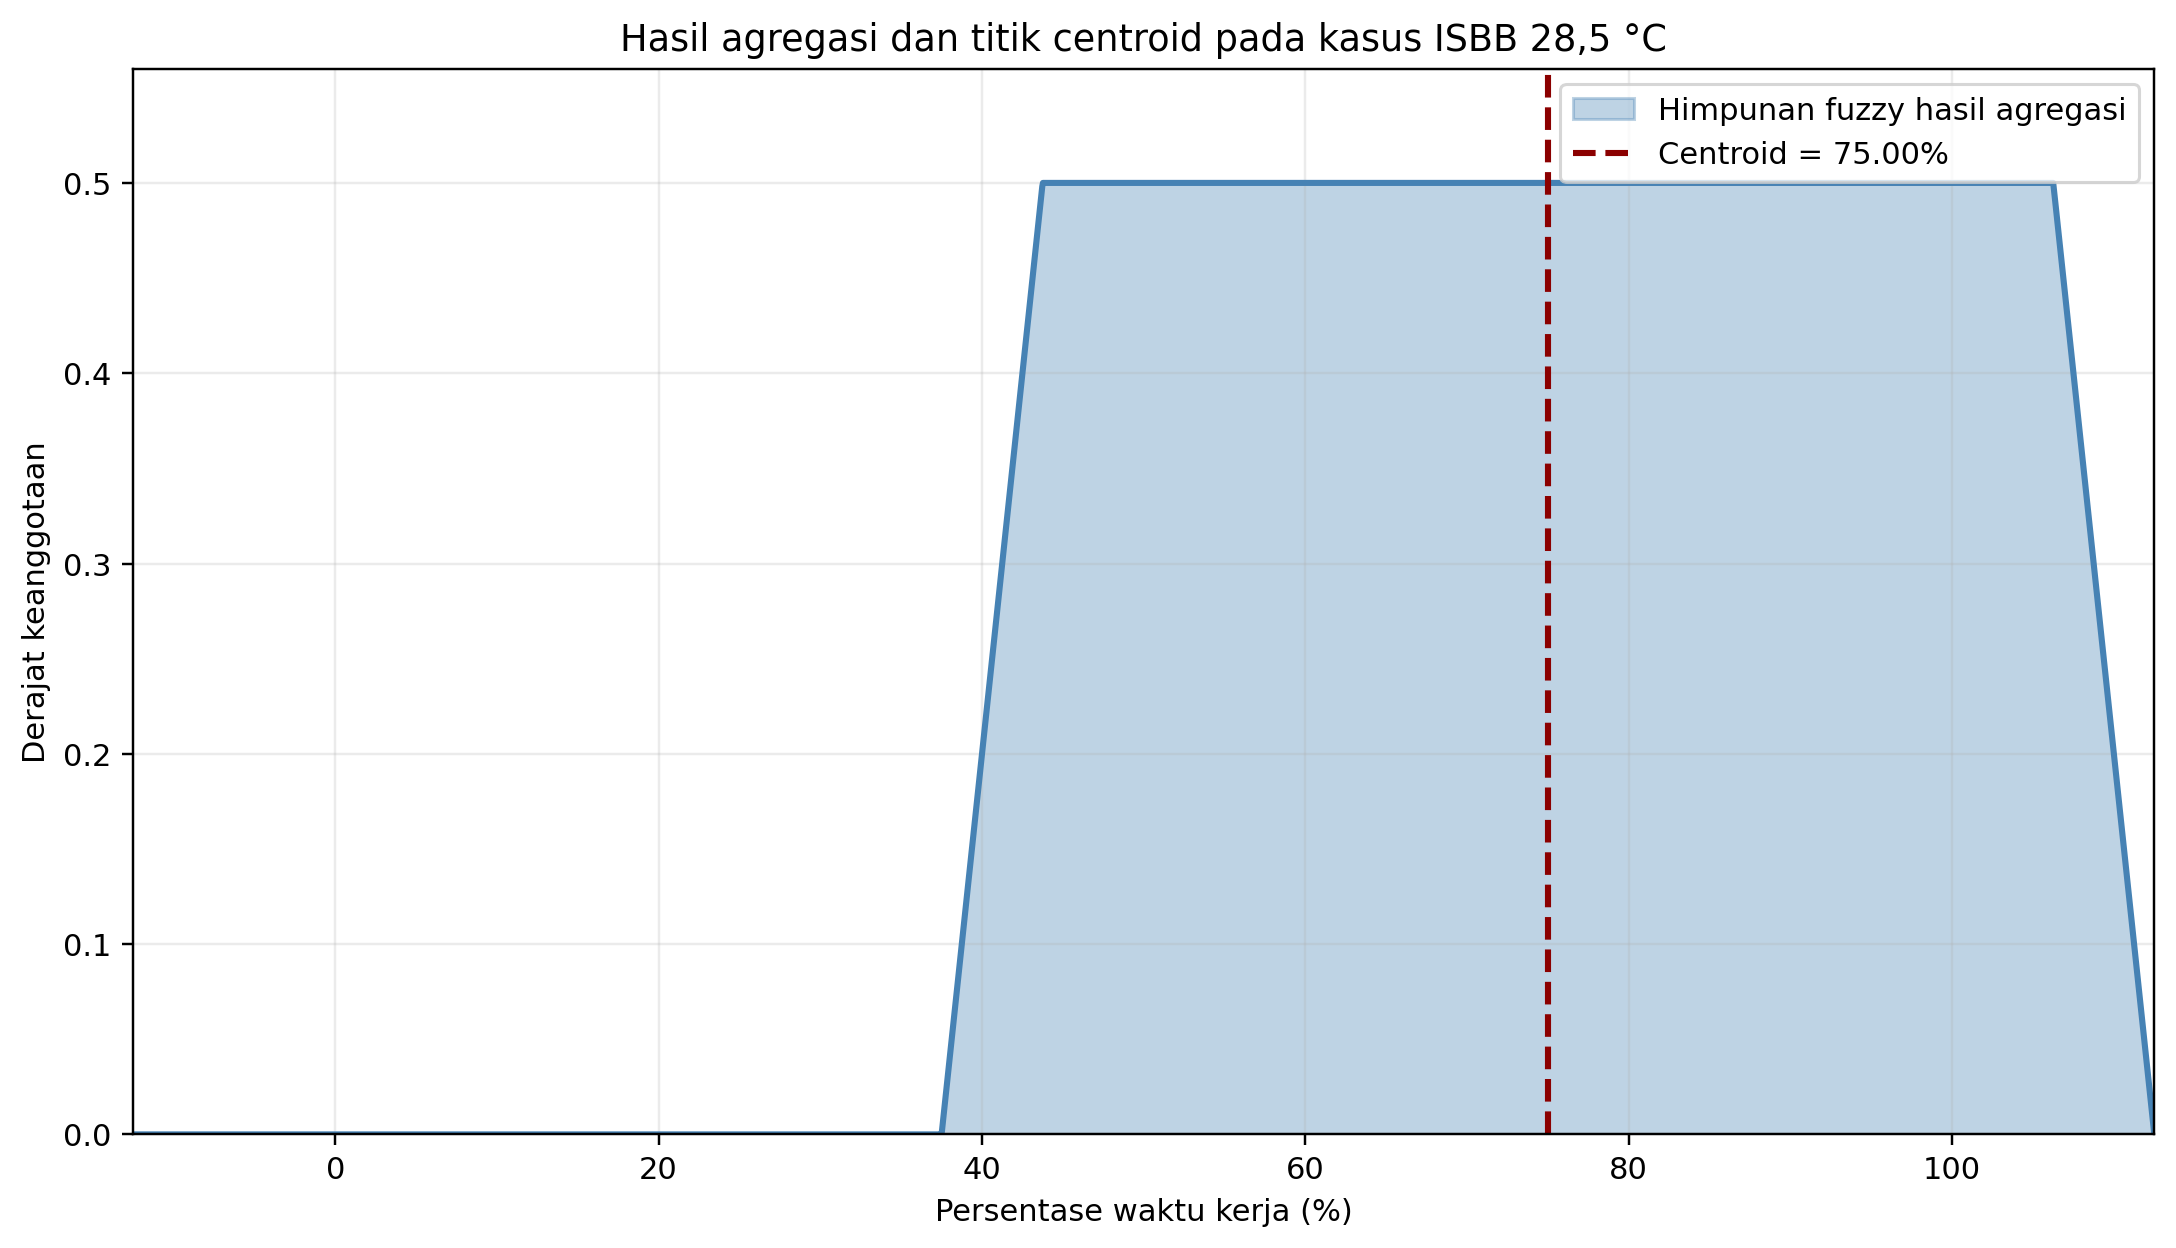 Hasil agregasi dan titik centroid pada kasus ISBB 28,5 °C
Himpunan fuzzy hasil agregasi
Centroid = 75.00%
Derajat keanggotaan
0.5
0.4
0.3
0.2
0.1
0.0
0 20 40 60 80 100
Persentase waktu kerja (%)